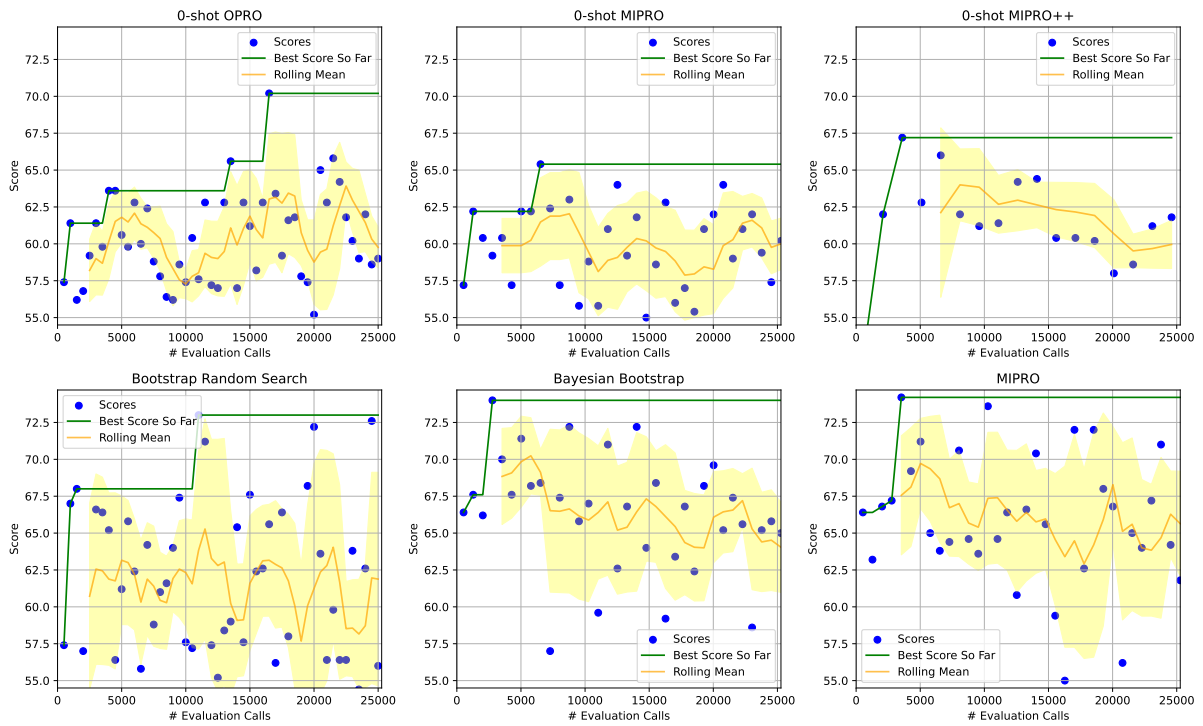 0-shot OPRO
0-shot MIPRO
0-shot MIPRO++
Scores
Best Score So Far
Rolling Mean
Scores
Best Score So Far
Rolling Mean
Scores
Best Score So Far
Rolling Mean
Score
72.5
70.0
67.5
65.0
62.5
60.0
57.5
55.0
0
5000
10000
15000
20000
25000
# Evaluation Calls
Score
72.5
70.0
67.5
65.0
62.5
60.0
57.5
55.0
0
5000
10000
15000
20000
25000
# Evaluation Calls
Score
72.5
70.0
67.5
65.0
62.5
60.0
57.5
55.0
0
5000
10000
15000
20000
25000
# Evaluation Calls
Bootstrap Random Search
Bayesian Bootstrap
MIPRO
Scores
Best Score So Far
Rolling Mean
Score
72.5
70.0
67.5
65.0
62.5
60.0
57.5
55.0
0
5000
10000
15000
20000
25000
# Evaluation Calls
Score
72.5
70.0
67.5
65.0
62.5
60.0
57.5
55.0
Scores
Best Score So Far
Rolling Mean
0
5000
10000
15000
20000
25000
# Evaluation Calls
Score
72.5
70.0
67.5
65.0
62.5
60.0
57.5
55.0
Scores
Best Score So Far
Rolling Mean
0
5000
10000
15000
20000
25000
# Evaluation Calls